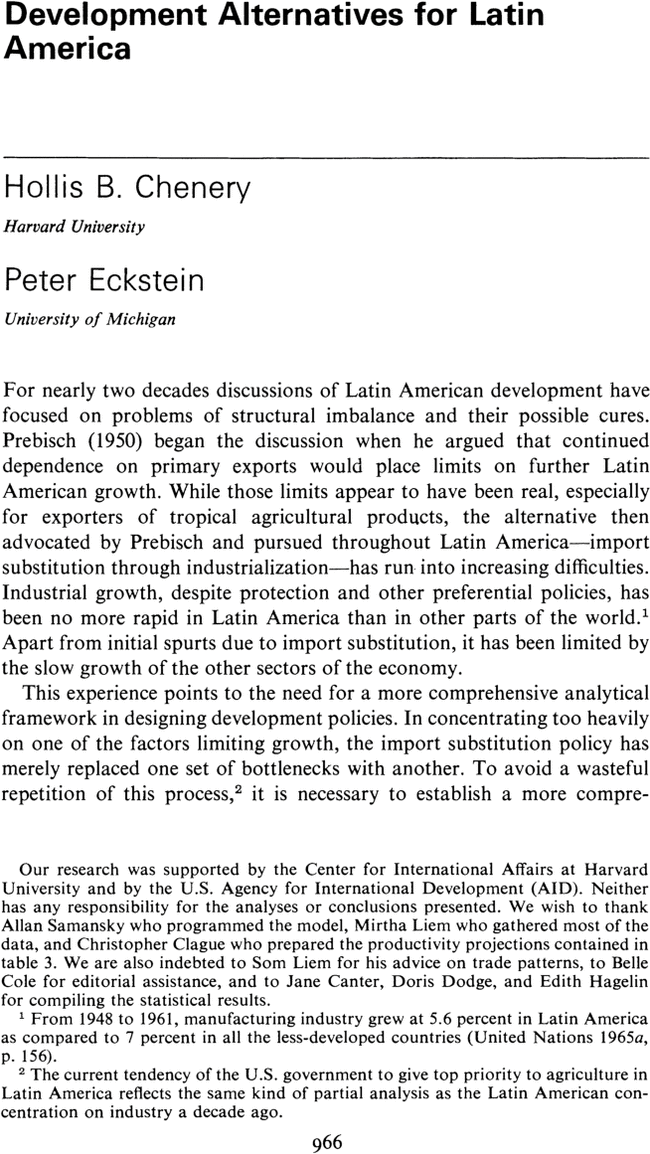 Development Alternatives for Latin
America
Hollis B. Chenery
Harvard University
Peter Eckstein
University of Michigan
For nearly two decades discussions of Latin American development have
focused on problems of structural imbalance and their possible cures.
Prebisch (1950) began the discussion when he argued that continued
dependence on primary exports would place limits on further Latin
American growth. While those limits appear to have been real, especially
for exporters of tropical agricultural products, the alternative then
advocated by Prebisch and pursued throughout Latin America—import
substitution through industrialization—has run into increasing difficulties.
Industrial growth, despite protection and other preferential policies, has
been no more rapid in Latin America than in other parts of the world.¹
Apart from initial spurts due to import substitution, it has been limited by
the slow growth of the other sectors of the economy.
This experience points to the need for a more comprehensive analytical
framework in designing development policies. In concentrating too heavily
on one of the factors limiting growth, the import substitution policy has
merely replaced one set of bottlenecks with another. To avoid a wasteful
repetition of this process,² it is necessary to establish a more compre-
Our research was supported by the Center for International Affairs at Harvard
University and by the U.S. Agency for International Development (AID). Neither
has any responsibility for the analyses or conclusions presented. We wish to thank
Allan Samansky who programmed the model, Mirtha Liem who gathered most of the
data, and Christopher Clague who prepared the productivity projections contained in
table 3. We are also indebted to Som Liem for his advice on trade patterns, to Belle
Cole for editorial assistance, and to Jane Canter, Doris Dodge, and Edith Hagelin
for compiling the statistical results.
¹ From 1948 to 1961, manufacturing industry grew at 5.6 percent in Latin America
as compared to 7 percent in all the less-developed countries (United Nations 1965a,
p. 156).
² The current tendency of the U.S. government to give top priority to agriculture in
Latin America reflects the same kind of partial analysis as the Latin American con-
centration on industry a decade ago.
966